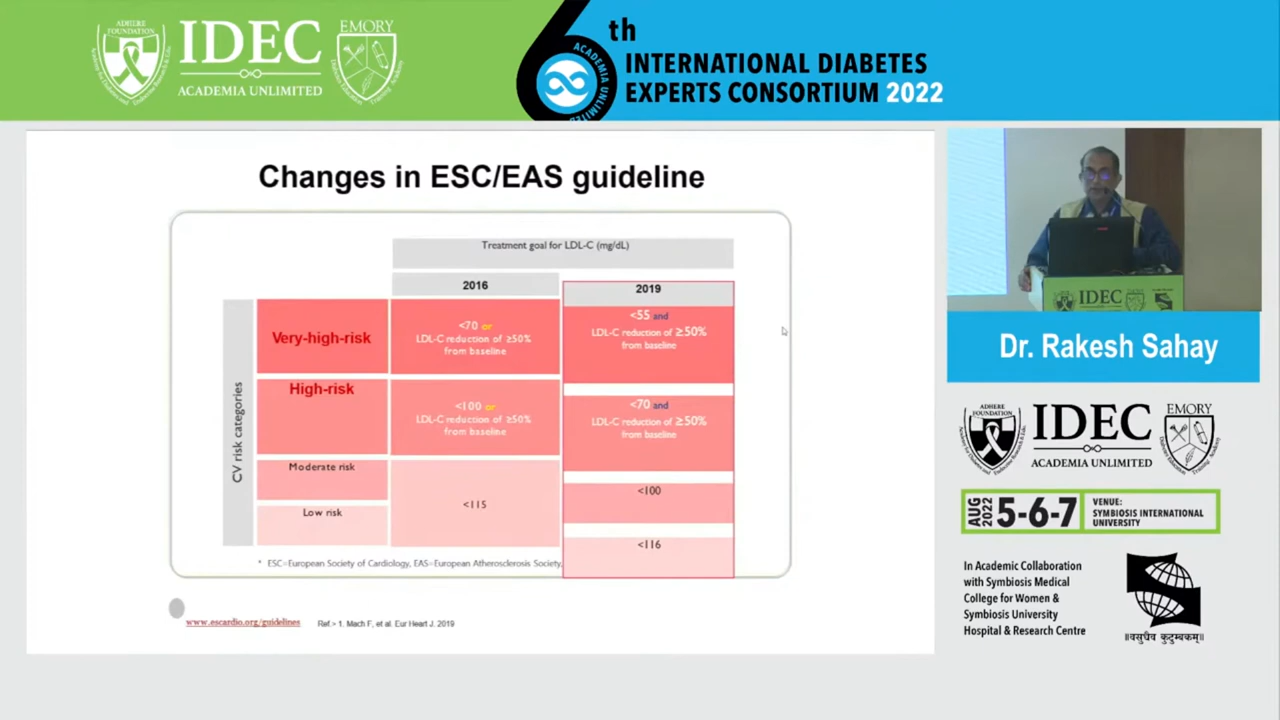 ADHERE
FOUNDATION
IDEC
ACADEMIA UNLIMITED
EMORY
6th
ACADEMIA UNLIMITED
INTERNATIONAL DIABETES
EXPERTS CONSORTIUM 2022
Changes in ESC/EAS guideline
Treatment goal for LDL-C (mg/dL)
2016
2019
CV risk categories
Very-high-risk
<70 or
LDL-C reduction of ≥50%
from baseline
<55 and
LDL-C reduction of ≥50%
from baseline
High-risk
<100 or
LDL-C reduction of ≥50%
from baseline
<70 and
LDL-C reduction of ≥50%
from baseline
Moderate risk
Low risk
<115
<100
<116
* ESC=European Society of Cardiology, EAS=European Atherosclerosis Society,
www.escardio.org/guidelines
Ref.> 1. Mach F, et al. Eur Heart J. 2019
IDEC
Dr. Rakesh Sahay
ADHERE
FOUNDATION
IDEC
ACADEMIA UNLIMITED
EMORY
AUG
2022
5-6-7
VENUE:
SYMBIOSIS INTERNATIONAL
UNIVERSITY
In Academic Collaboration
with Symbiosis Medical
College for Women &
Symbiosis University
Hospital & Research Centre
॥वसुधैव कुटुम्बकम्॥